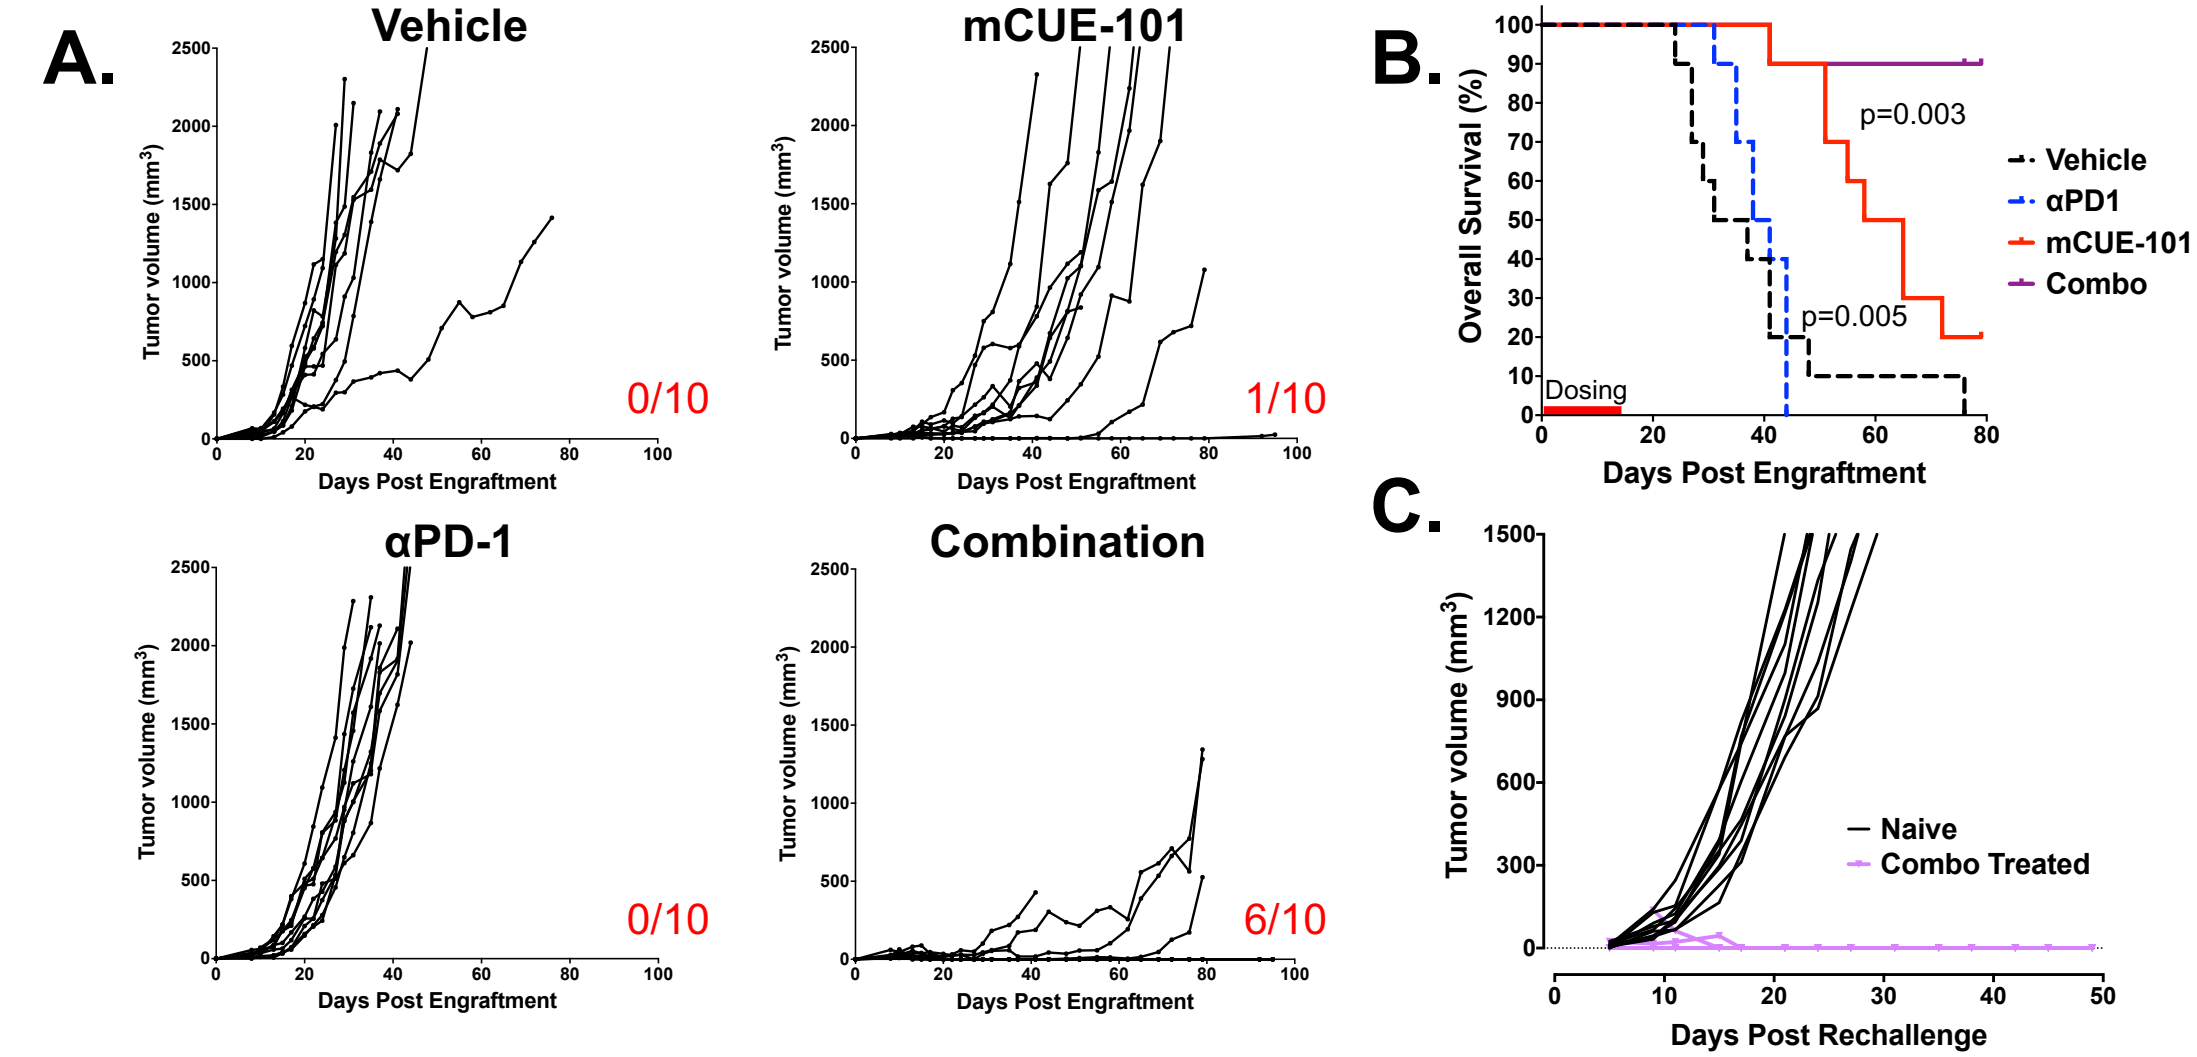 A.
Vehicle
Tumor volume (mm³)
2500
2000
1500
1000
500
0
0/10
0 20 40 60 80 100
Days Post Engraftment
mCUE-101
Tumor volume (mm³)
2500
2000
1500
1000
500
0
1/10
0 20 40 60 80 100
Days Post Engraftment
αPD-1
Tumor volume (mm³)
2500
2000
1500
1000
500
0
0/10
0 20 40 60 80 100
Days Post Engraftment
Combination
Tumor volume (mm³)
2500
2000
1500
1000
500
0
6/10
0 20 40 60 80 100
Days Post Engraftment
B.
Overall Survival (%)
100
90
80
70
60
50
40
30
20
10
0
p=0.003
p=0.005
Dosing
0 20 40 60 80
Days Post Engraftment
Vehicle
αPD1
mCUE-101
Combo
C.
Tumor volume (mm³)
1500
1200
900
600
300
0
Naive
Combo Treated
0 10 20 30 40 50
Days Post Rechallenge